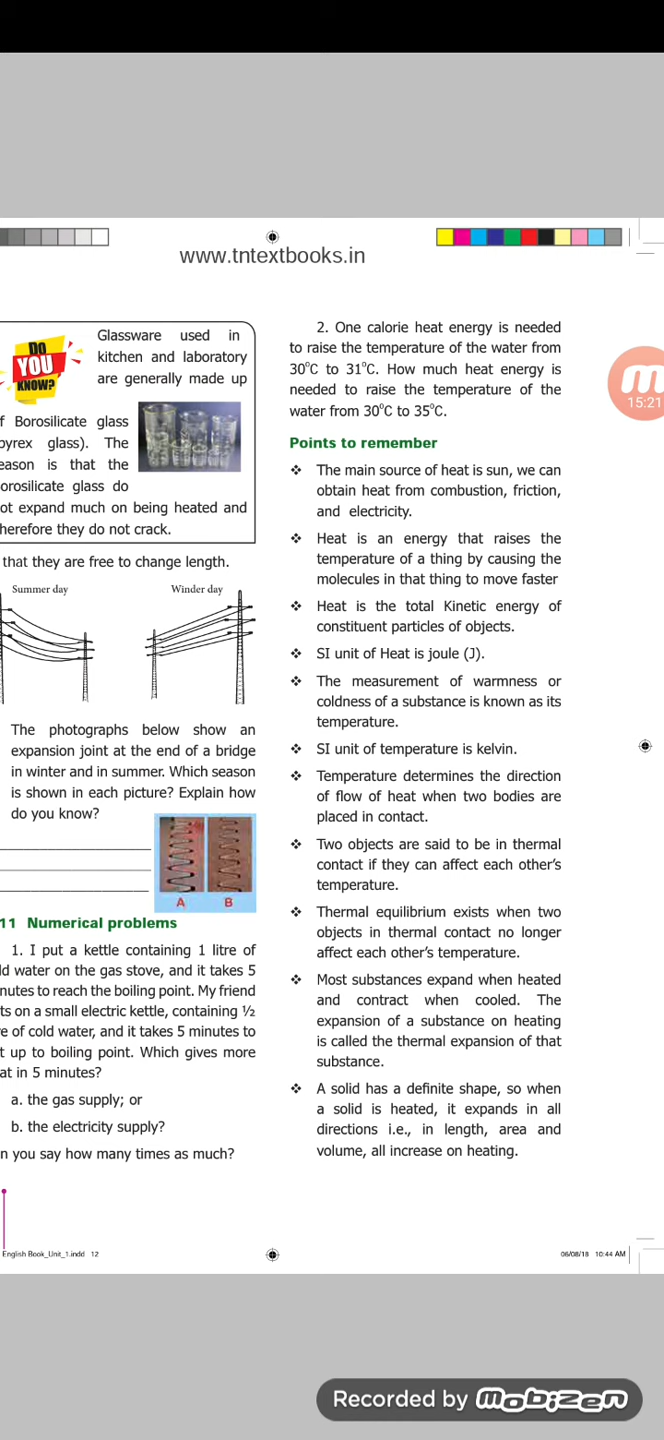 www.tntextbooks.in
DO
YOU
KNOW?
Glassware used in
kitchen and laboratory
are generally made up
f Borosilicate glass
pyrex glass). The
eason is that the
orosilicate glass do
ot expand much on being heated and
herefore they do not crack.
that they are free to change length.
Summer day
Winder day
The photographs below show an
expansion joint at the end of a bridge
in winter and in summer. Which season
is shown in each picture? Explain how
do you know?
A B
11 Numerical problems
1. I put a kettle containing 1 litre of
ld water on the gas stove, and it takes 5
nutes to reach the boiling point. My friend
ts on a small electric kettle, containing ½
re of cold water, and it takes 5 minutes to
t up to boiling point. Which gives more
at in 5 minutes?
a. the gas supply; or
b. the electricity supply?
n you say how many times as much?
2. One calorie heat energy is needed
to raise the temperature of the water from
30°C to 31°C. How much heat energy is
needed to raise the temperature of the
water from 30°C to 35°C.
Points to remember
❖ The main source of heat is sun, we can
obtain heat from combustion, friction,
and electricity.
❖ Heat is an energy that raises the
temperature of a thing by causing the
molecules in that thing to move faster
❖ Heat is the total Kinetic energy of
constituent particles of objects.
❖ SI unit of Heat is joule (J).
❖ The measurement of warmness or
coldness of a substance is known as its
temperature.
❖ SI unit of temperature is kelvin.
❖ Temperature determines the direction
of flow of heat when two bodies are
placed in contact.
❖ Two objects are said to be in thermal
contact if they can affect each other's
temperature.
❖ Thermal equilibrium exists when two
objects in thermal contact no longer
affect each other's temperature.
❖ Most substances expand when heated
and contract when cooled. The
expansion of a substance on heating
is called the thermal expansion of that
substance.
❖ A solid has a definite shape, so when
a solid is heated, it expands in all
directions i.e., in length, area and
volume, all increase on heating.
15:21
English Book_Unit_1.indd 12
06/08/18 10:44 AM
Recorded by mobizen